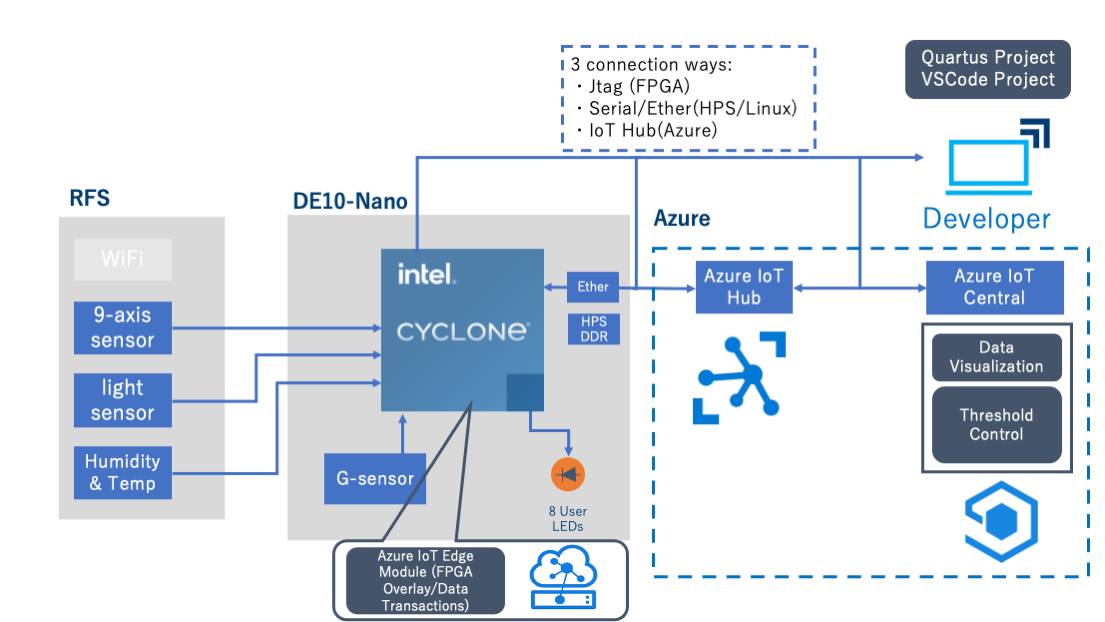 3 connection ways:
・Jtag (FPGA)
・Serial/Ether(HPS/Linux)
・IoT Hub(Azure)
Quartus Project
VSCode Project
Developer
RFS
WiFi
9-axis
sensor
light
sensor
Humidity
& Temp
DE10-Nano
intel.
CYCLONE®
Ether
HPS
DDR
G-sensor
8 User
LEDs
Azure IoT Edge
Module (FPGA
Overlay/Data
Transactions)
Azure
Azure IoT
Hub
Azure IoT
Central
Data
Visualization
Threshold
Control